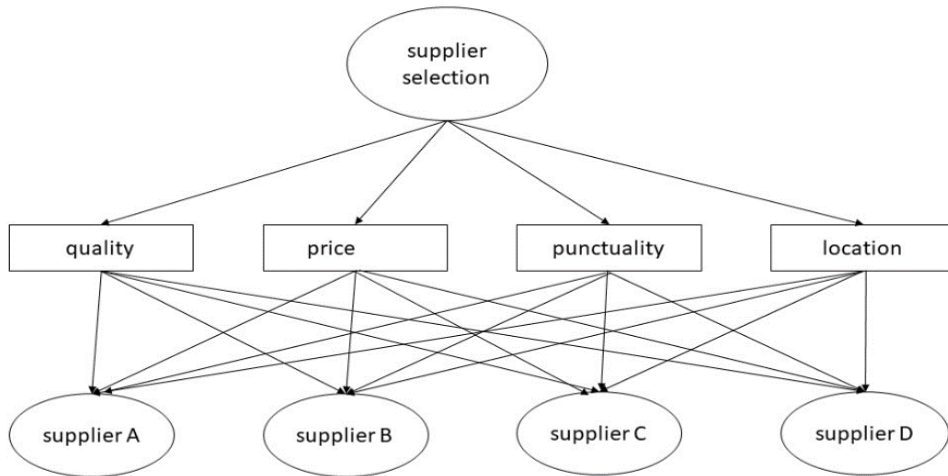 supplier
selection
quality
price
punctuality
location
supplier A
supplier B
supplier C
supplier D